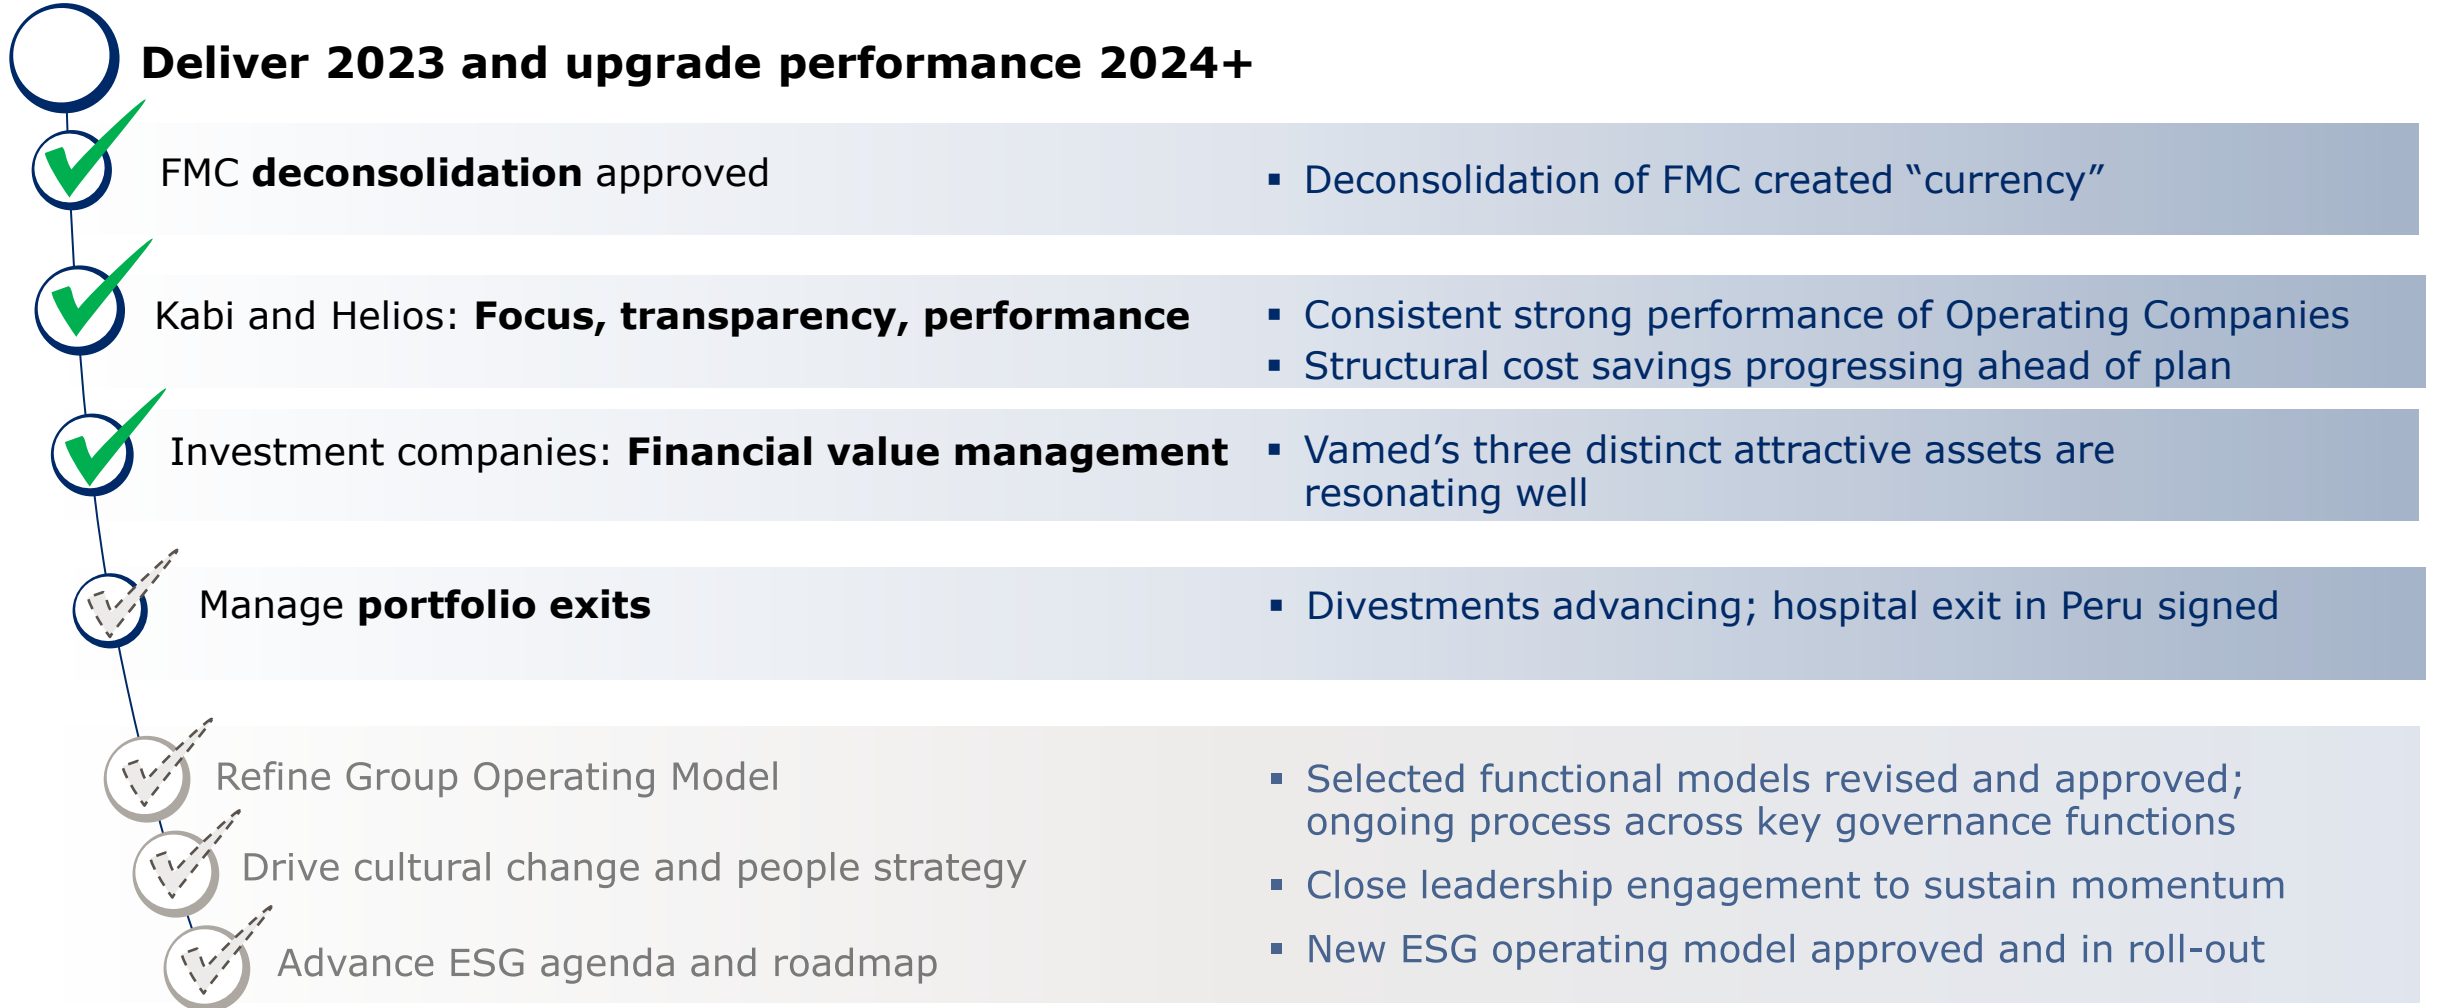 Deliver 2023 and upgrade performance 2024+
FMC deconsolidation approved
▪ Deconsolidation of FMC created “currency”
Kabi and Helios: Focus, transparency, performance
▪ Consistent strong performance of Operating Companies
▪ Structural cost savings progressing ahead of plan
Investment companies: Financial value management
▪ Vamed’s three distinct attractive assets are
resonating well
Manage portfolio exits
▪ Divestments advancing; hospital exit in Peru signed
Refine Group Operating Model
▪ Selected functional models revised and approved;
ongoing process across key governance functions
Drive cultural change and people strategy
▪ Close leadership engagement to sustain momentum
Advance ESG agenda and roadmap
▪ New ESG operating model approved and in roll-out